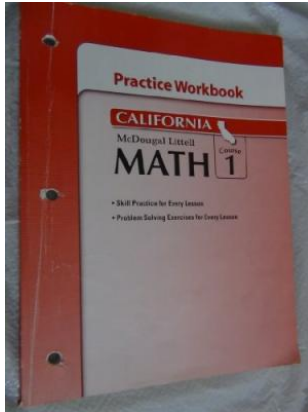 Practice Workbook
CALIFORNIA
McDougal Littell
MATH Course 1
• Skill Practice for Every Lesson
• Problem Solving Exercises for Every Lesson